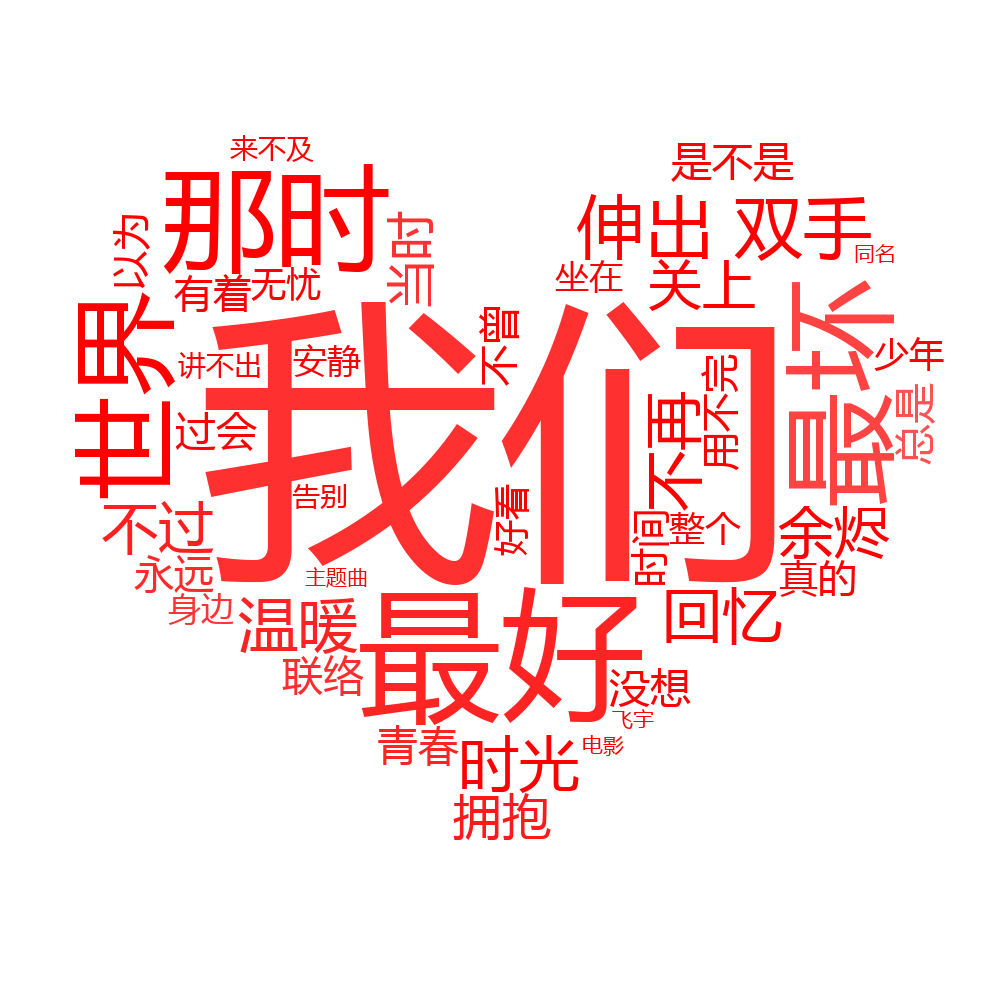 来不及
是不是
那时
以为
当时
伸出
双手
同名
有着
无忧
坐在
关上
世界
我们
不曾
最坏
讲不出
安静
用不完
少年
总是
过会
不再
告别
好看
时间
整个
不过
余烬
永远
主题曲
真的
身边
温暖
最好
回忆
联络
没想
飞宇
青春
时光
电影
拥抱